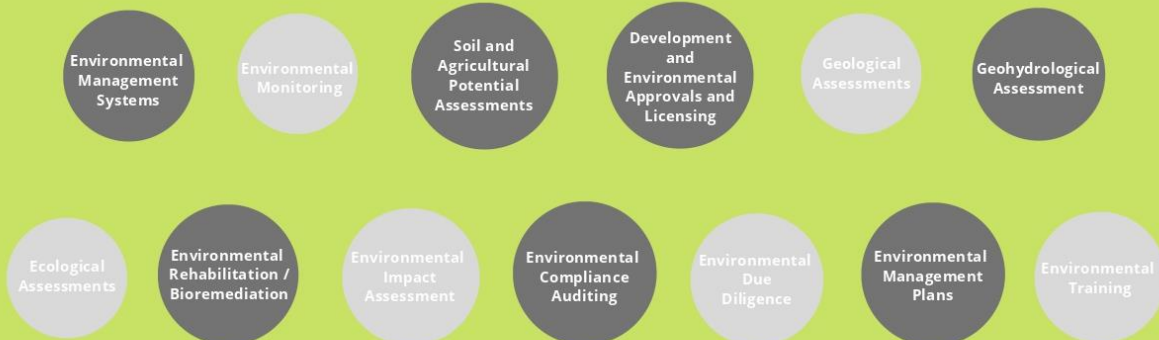 Environmental
Management
Systems
Environmental
Monitoring
Soil and
Agricultural
Potential
Assessments
Development
and
Environmental
Approvals and
Licensing
Geological
Assessments
Geohydrological
Assessment
Ecological
Assessments
Environmental
Rehabilitation /
Bioremediation
Environmental
Impact
Assessment
Environmental
Compliance
Auditing
Environmental
Due
Diligence
Environmental
Management
Plans
Environmental
Training